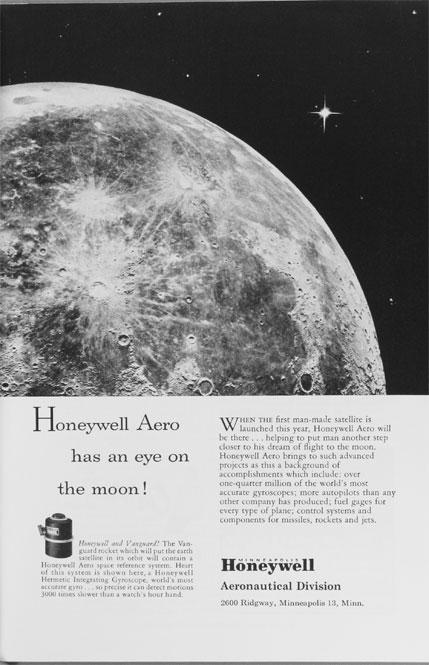 Honeywell Aero
has an eye on
the moon!
Honeywell and Vanguard! The Van-
guard rocket which will put the earth
satellite in its orbit will contain a
Honeywell Aero space reference system. Heart
of this system is shown here, a Honeywell
Hermetic Integrating Gyroscope, world's most
accurate gyro . . . so precise it can detect motions
3000 times slower than a watch's hour hand.
WHEN THE first man-made satellite is
launched this year, Honeywell Aero will
be there . . . helping to put man another step
closer to his dream of flight to the moon.
Honeywell Aero brings to such advanced
projects as this a background of
accomplishments which include: over
one-quarter million of the world's most
accurate gyroscopes; more autopilots than any
other company has produced; fuel gages for
every type of plane; control systems and
components for missiles, rockets and jets.
MINNEAPOLIS
Honeywell
Aeronautical Division
2600 Ridgway, Minneapolis 13, Minn.